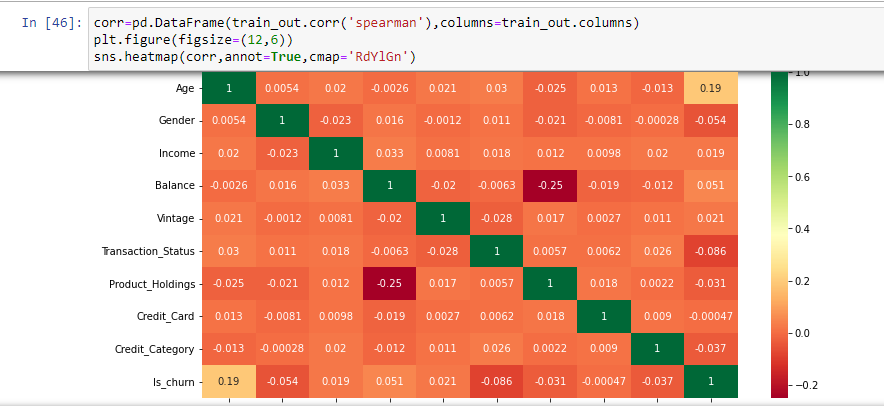 In [46]: corr=pd.DataFrame(train_out.corr('spearman'),columns=train_out.columns)
plt.figure(figsize=(12,6))
sns.heatmap(corr,annot=True,cmap='RdYlGn')
Age 1 0.0054 0.02 -0.0026 0.021 0.03 -0.025 0.013 -0.013 0.19
Gender 0.0054 1 -0.023 0.016 -0.0012 0.011 -0.021 -0.0081 -0.00028 -0.054
Income 0.02 -0.023 1 0.033 0.0081 0.018 0.012 0.0098 0.02 0.019
Balance -0.0026 0.016 0.033 1 -0.02 -0.0063 -0.25 -0.019 -0.012 0.051
Vintage 0.021 -0.0012 0.0081 -0.02 1 -0.028 0.017 0.0027 0.011 0.021
Transaction_Status 0.03 0.011 0.018 -0.0063 -0.028 1 0.0057 0.0062 0.026 -0.086
Product_Holdings -0.025 -0.021 0.012 -0.25 0.017 0.0057 1 0.018 0.0022 -0.031
Credit_Card 0.013 -0.0081 0.0098 -0.019 0.0027 0.0062 0.018 1 0.009 -0.00047
Credit_Category -0.013 -0.00028 0.02 -0.012 0.011 0.026 0.0022 0.009 1 -0.037
Is_churn 0.19 -0.054 0.019 0.051 0.021 -0.086 -0.031 -0.00047 -0.037 1
1.0
0.8
0.6
0.4
0.2
0.0
−0.2